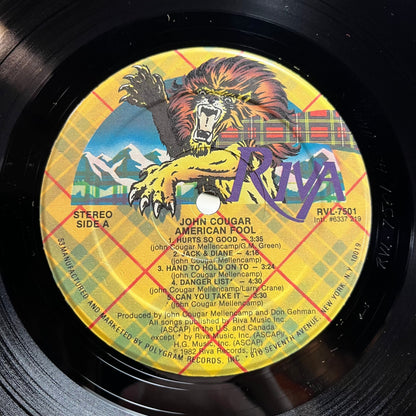 RIVA
STEREO
SIDE A
RVL-7501
Intl. #6337 219
JOHN COUGAR
AMERICAN FOOL
1. HURTS SO GOOD — 3:35
(john Cougar Mellencamp/G.M. Green)
2. JACK & DIANE — 4:16
(john Cougar Mellencamp)
3. HAND TO HOLD ON TO — 3:20
(john Cougar Mellencamp)
4. DANGER LIST* — 4:28
(john Cougar Mellencamp/Larry Crane)
5. CAN YOU TAKE IT — 3:30
*(john Cougar Mellencamp)
Produced by john Cougar Mellencamp and Don Gehman.
All songs published by Riva Music Inc.
(ASCAP) in the U.S. and Canada
except * by Riva Music Inc. (ASCAP)/
H.G. Music, Inc. (ASCAP)
© 1982 Riva Records, Inc.
MANUFACTURED AND MARKETED BY POLYGRAM RECORDS, INC. 810 SEVENTH AVENUE, NEW YORK, N.Y. 10019